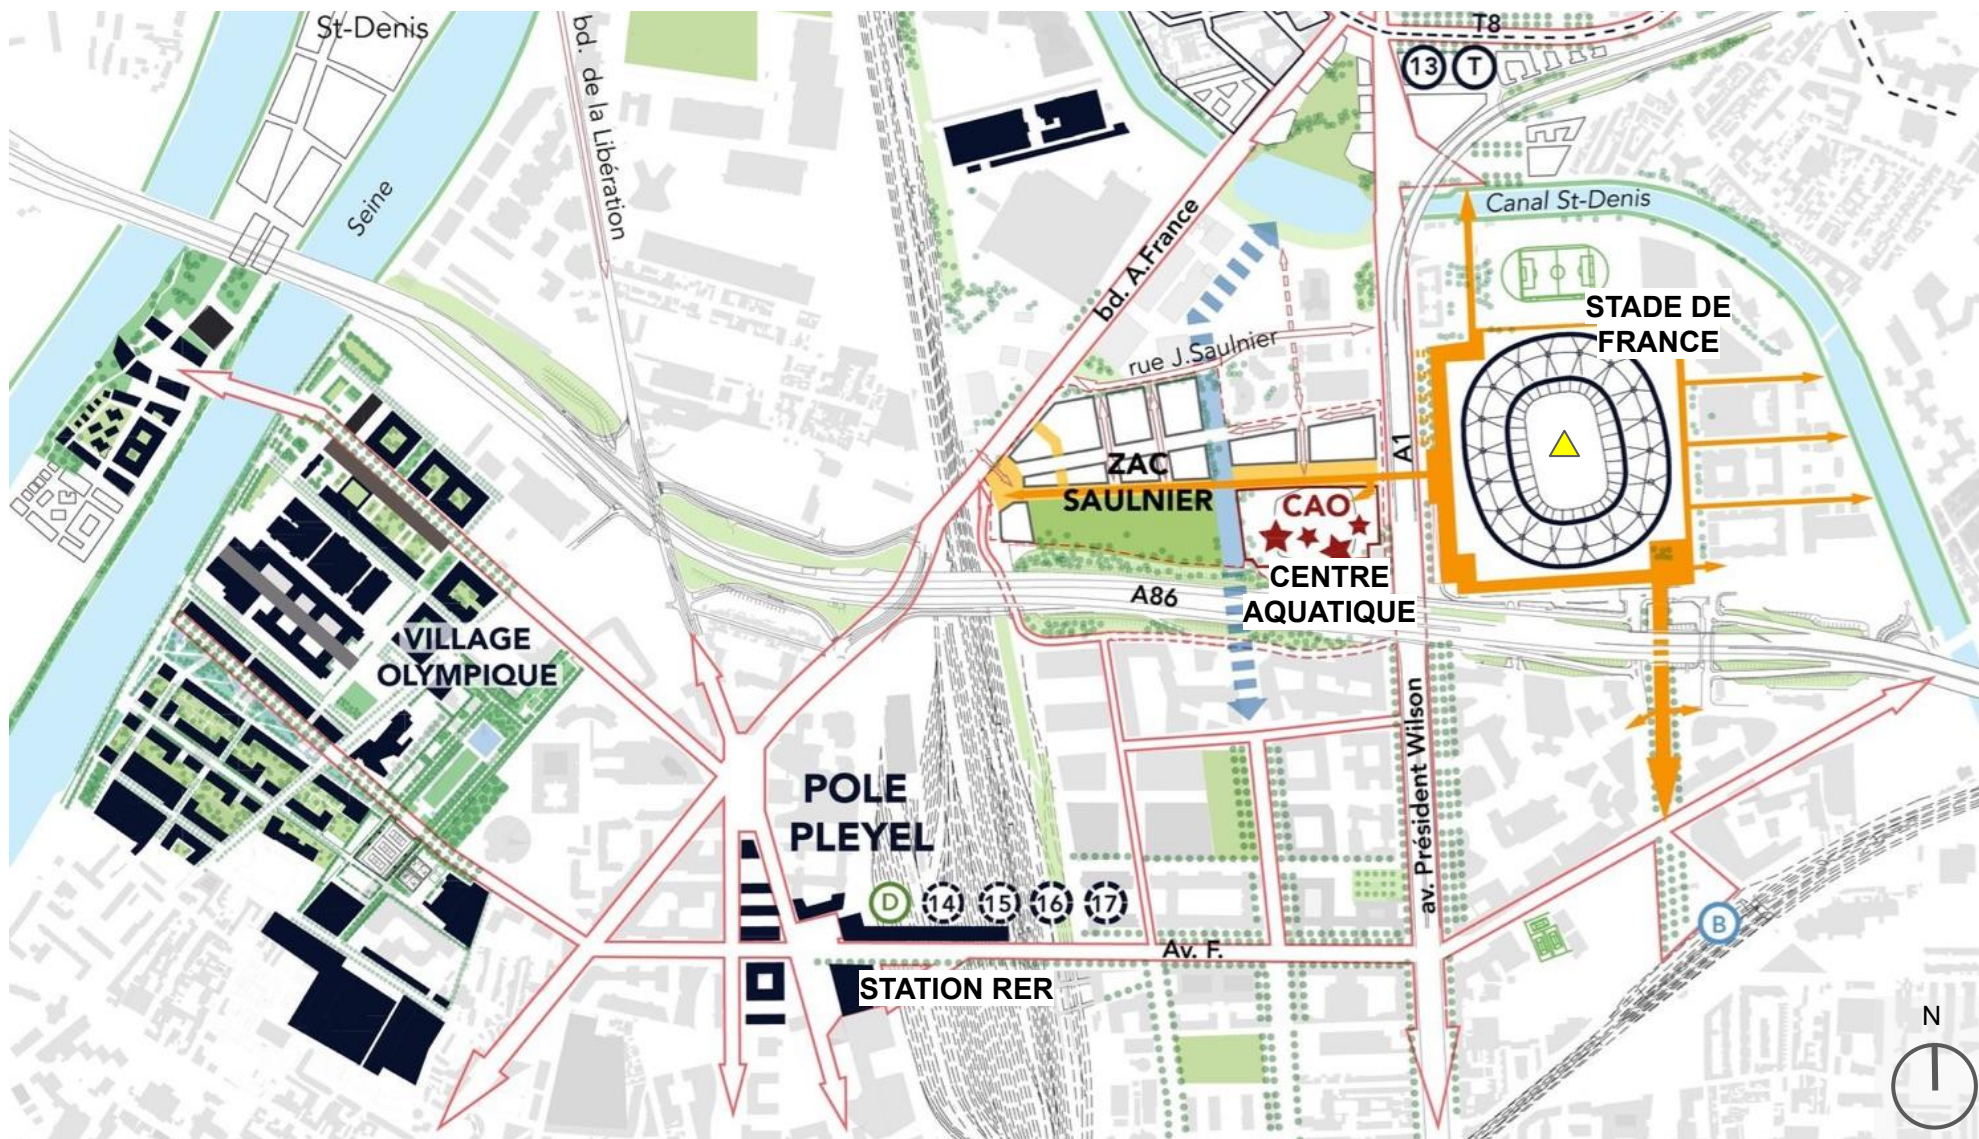 St-Denis
bd. de la Libération
T8
13
T
Seine
Canal St-Denis
bd. A.France
STADE DE
FRANCE
rue J.Saulnier
A1
ZAC
SAULNIER
CAO
CENTRE
AQUATIQUE
A86
VILLAGE
OLYMPIQUE
av. Président Wilson
POLE
PLEYEL
D
14
15
16
17
B
Av. F.
STATION RER
N